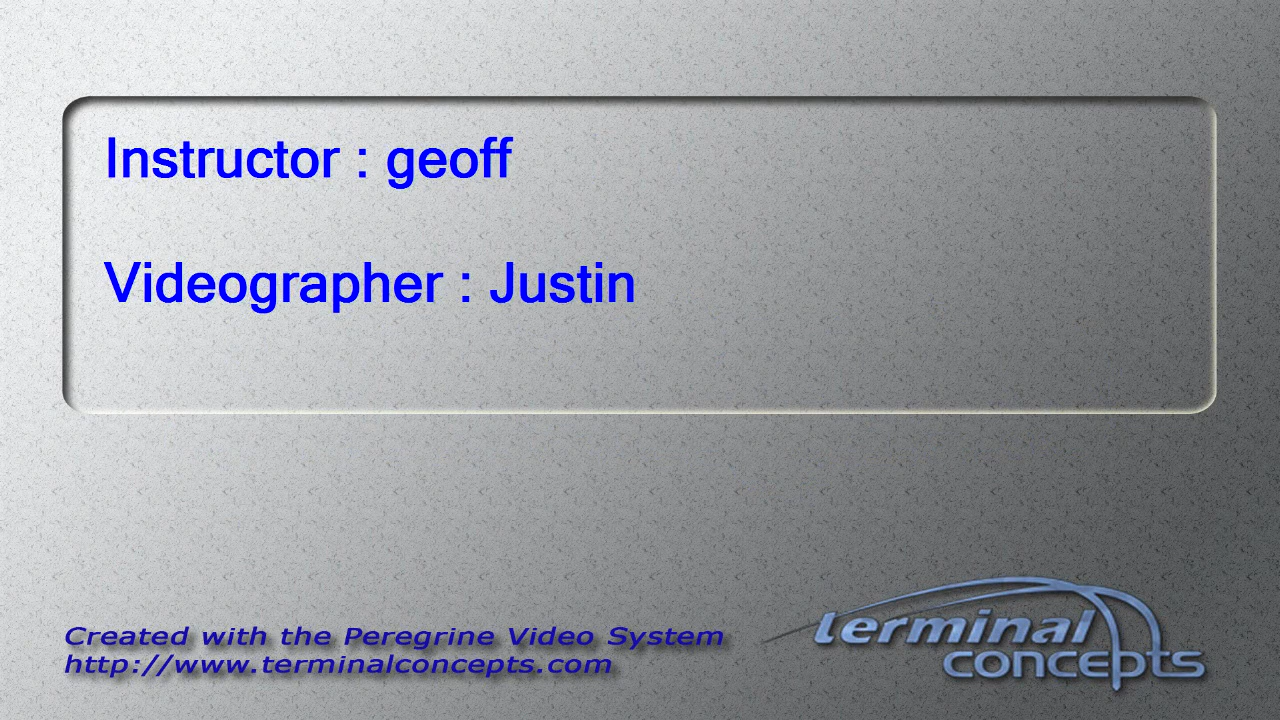 Instructor : geoff
Videographer : Justin
Created with the Peregrine Video System
http://www.terminalconcepts.com
terminal
concepts